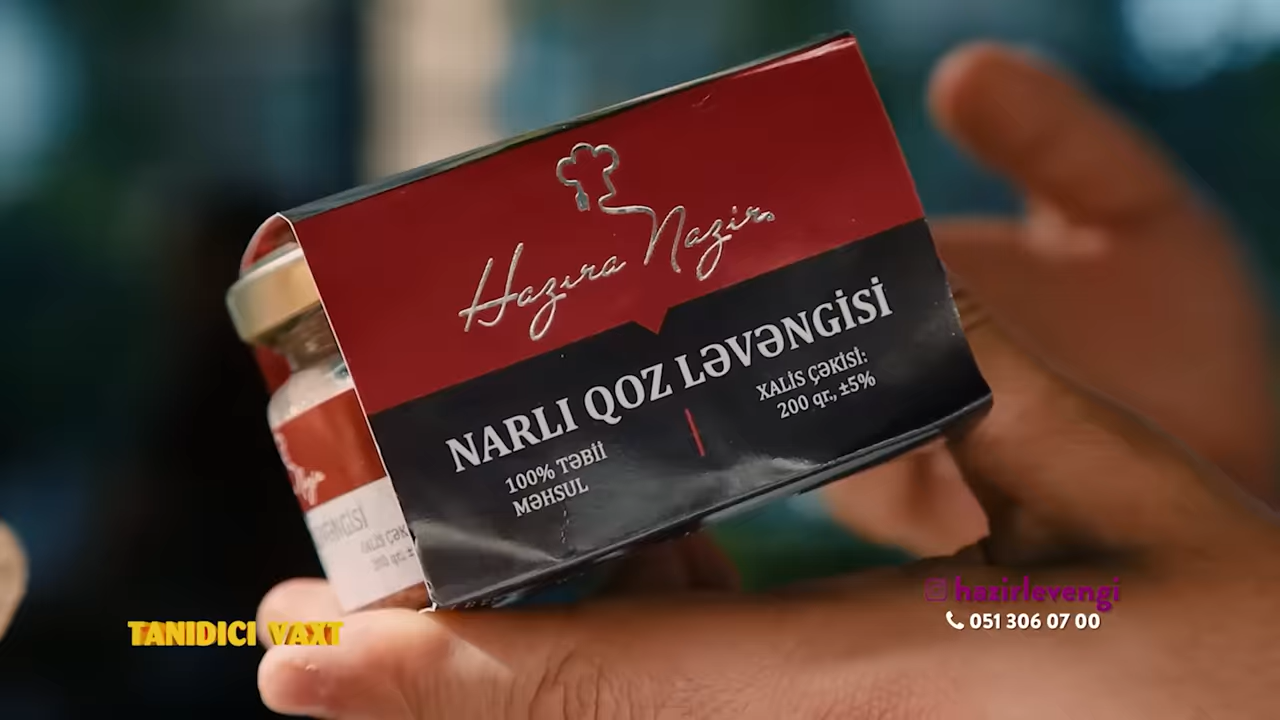 Hazıra Nazir
NARLI QOZ LƏVƏNGİSİ
100% TƏBİİ
MƏHSUL
XALİS ÇƏKİSİ:
200 qr., ±5%
TANIDICI VAXT
hazirlevengi
051 306 07 00